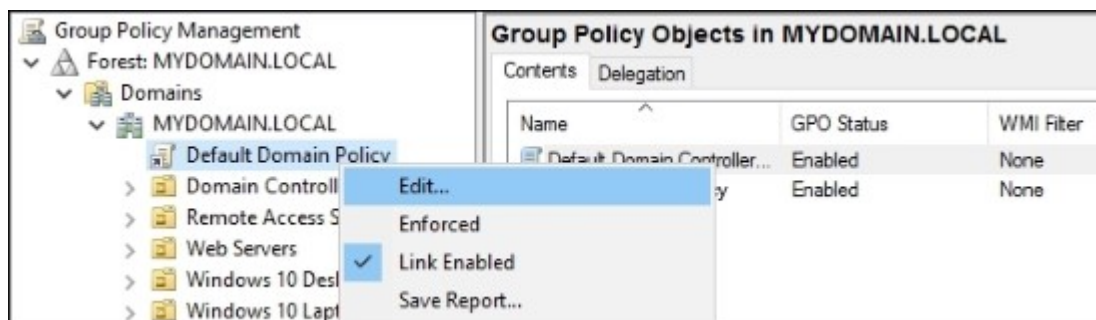 Group Policy Management
Forest: MYDOMAIN.LOCAL
Domains
MYDOMAIN.LOCAL
Default Domain Policy
Domain Controll
Remote Access S
Web Servers
Windows 10 Desl
Windows 10 Lapt
Edit...
Enforced
Link Enabled
Save Report...
Group Policy Objects in MYDOMAIN.LOCAL
Contents Delegation
Name GPO Status WMI Filter
Default Domain Controller... Enabled None
y Enabled None